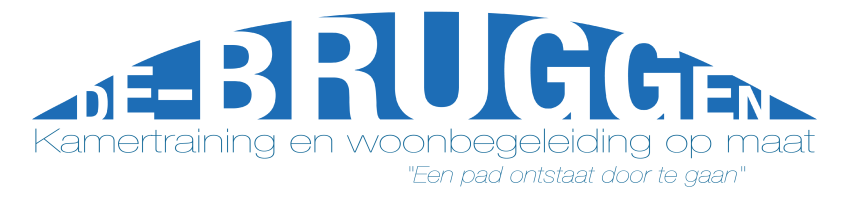 DE-BRUGGEN
Kamertraining en woonbegeleiding op maat
"Een pad ontstaat door te gaan"